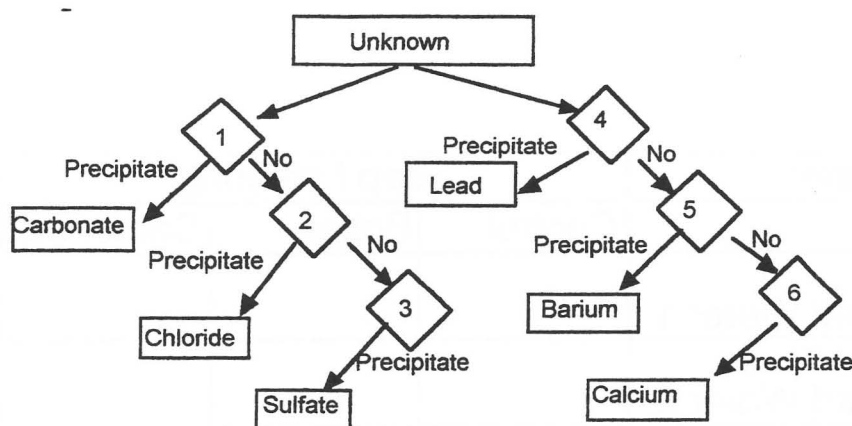 Unknown
1
4
Precipitate
No
Precipitate
No
Carbonate
2
Lead
5
Precipitate
No
Precipitate
No
Chloride
3
Barium
6
Precipitate
Precipitate
Sulfate
Calcium